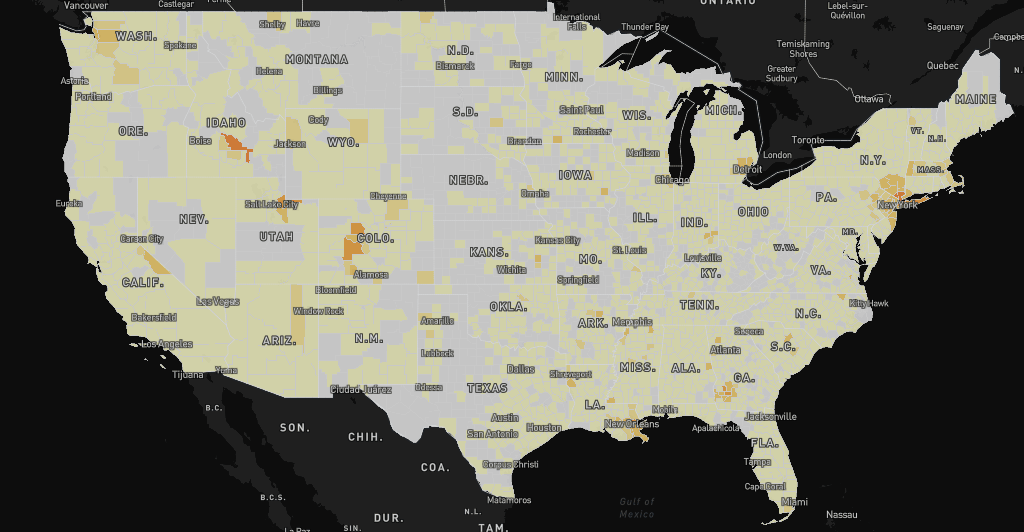 Vancouver
Castlegar
ONTARIO
Lebel-sur-
Quévillon
International
Falls
Thunder Bay
Saguenay
WASH.
Spokane
Shelby
Havre
MONTANA
N.D.
Bismarck
Fargo
MINN.
Temiskaming
Shores
Greater
Sudbury
Quebec
Helena
Billings
Astoria
Portland
Ottawa
MAINE
ORE.
IDAHO
Boise
Jackson
Cody
WYO.
S.D.
Saint Paul
Rochester
WIS.
MICH.
Toronto
London
VT.
N.H.
N.Y.
MASS.
Madison
Chicago
Detroit
Eureka
Salt Lake City
Cheyenne
NEBR.
IOWA
Omaha
PA.
New York
NEV.
UTAH
COLO.
ILL.
IND.
OHIO
MD.
Carson City
KANS.
Kansas City
MO.
St. Louis
Louisville
KY.
W.VA.
VA.
CALIF.
Alamosa
Wichita
Springfield
Las Vegas
Bloomfield
Window Rock
OKLA.
TENN.
N.C.
Kitty Hawk
Bakersfield
Los Angeles
ARIZ.
N.M.
Amarillo
Lubbock
ARK.
Memphis
Seneca
Atlanta
S.C.
Tijuana
Yuma
Ciudad Juárez
Odessa
TEXAS
Dallas
Shreveport
MISS.
ALA.
GA.
B.C.
SON.
CHIH.
LA.
Austin
San Antonio
Houston
New Orleans
Mobile
Apalachicola
Jacksonville
FLA.
COA.
Corpus Christi
Tampa
Cape Coral
B.C.S.
Matamoros
N.L.
Gulf of
Mexico
Miami
Nassau
La Paz
SIN.
DUR.
TAM.